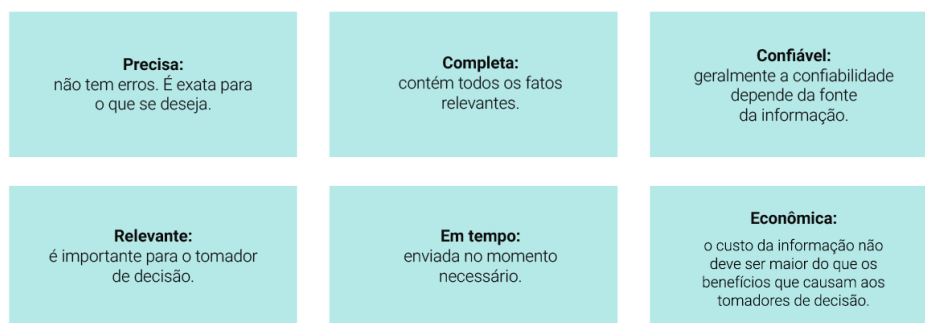 Precisa:
não tem erros. É exata para
o que se deseja.
Completa:
contém todos os fatos
relevantes.
Confiável:
geralmente a confiabilidade
depende da fonte
da informação.
Relevante:
é importante para o tomador
de decisão.
Em tempo:
enviada no momento
necessário.
Econômica:
o custo da informação não
deve ser maior do que os
benefícios que causam aos
tomadores de decisão.